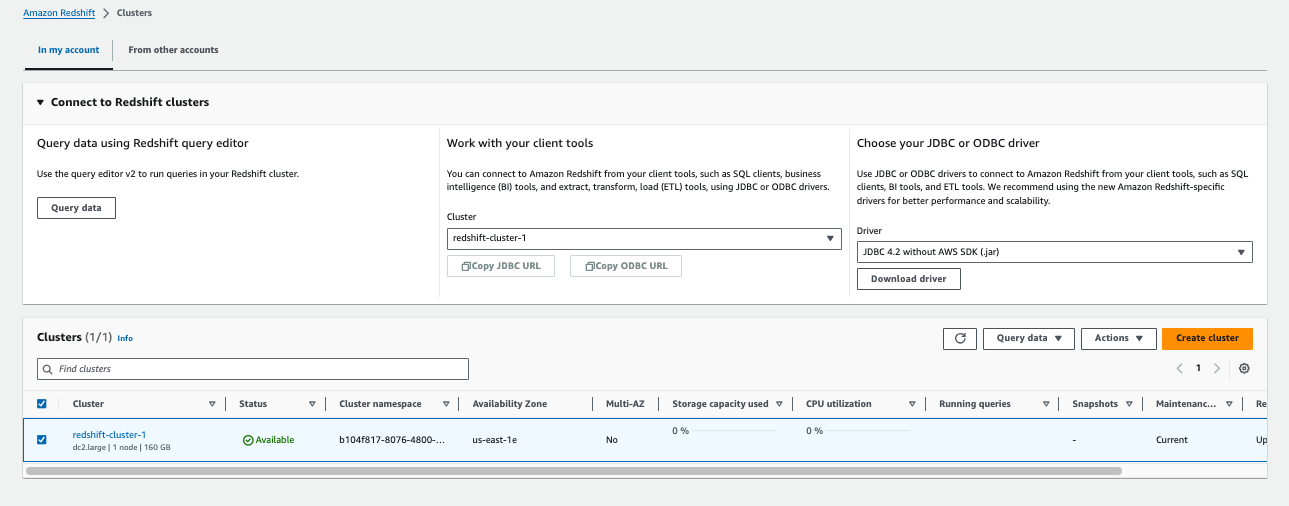 Amazon Redshift > Clusters
In my account
From other accounts
Connect to Redshift clusters
Query data using Redshift query editor
Use the query editor v2 to run queries in your Redshift cluster.
Query data
Work with your client tools
You can connect to Amazon Redshift from your client tools, such as SQL clients, business
intelligence (BI) tools, and extract, transform, load (ETL) tools, using JDBC or ODBC drivers.
Cluster
redshift-cluster-1
Copy JDBC URL
Copy ODBC URL
Choose your JDBC or ODBC driver
Use JDBC or ODBC drivers to connect to Amazon Redshift from your client tools, such as SQL
clients, BI tools, and ETL tools. We recommend using the new Amazon Redshift-specific
drivers for better performance and scalability.
Driver
JDBC 4.2 without AWS SDK (.jar)
Download driver
Clusters (1/1) Info
Query data
Actions
Create cluster
Find clusters
1
Cluster Status Cluster namespace Availability Zone Multi-AZ Storage capacity used CPU utilization Running queries Snapshots Maintenanc... Re
redshift-cluster-1 Available b104f817-8076-4800-... us-east-1e No 0 % 0 % - Current Up
dc2.large | 1 node | 160 GB